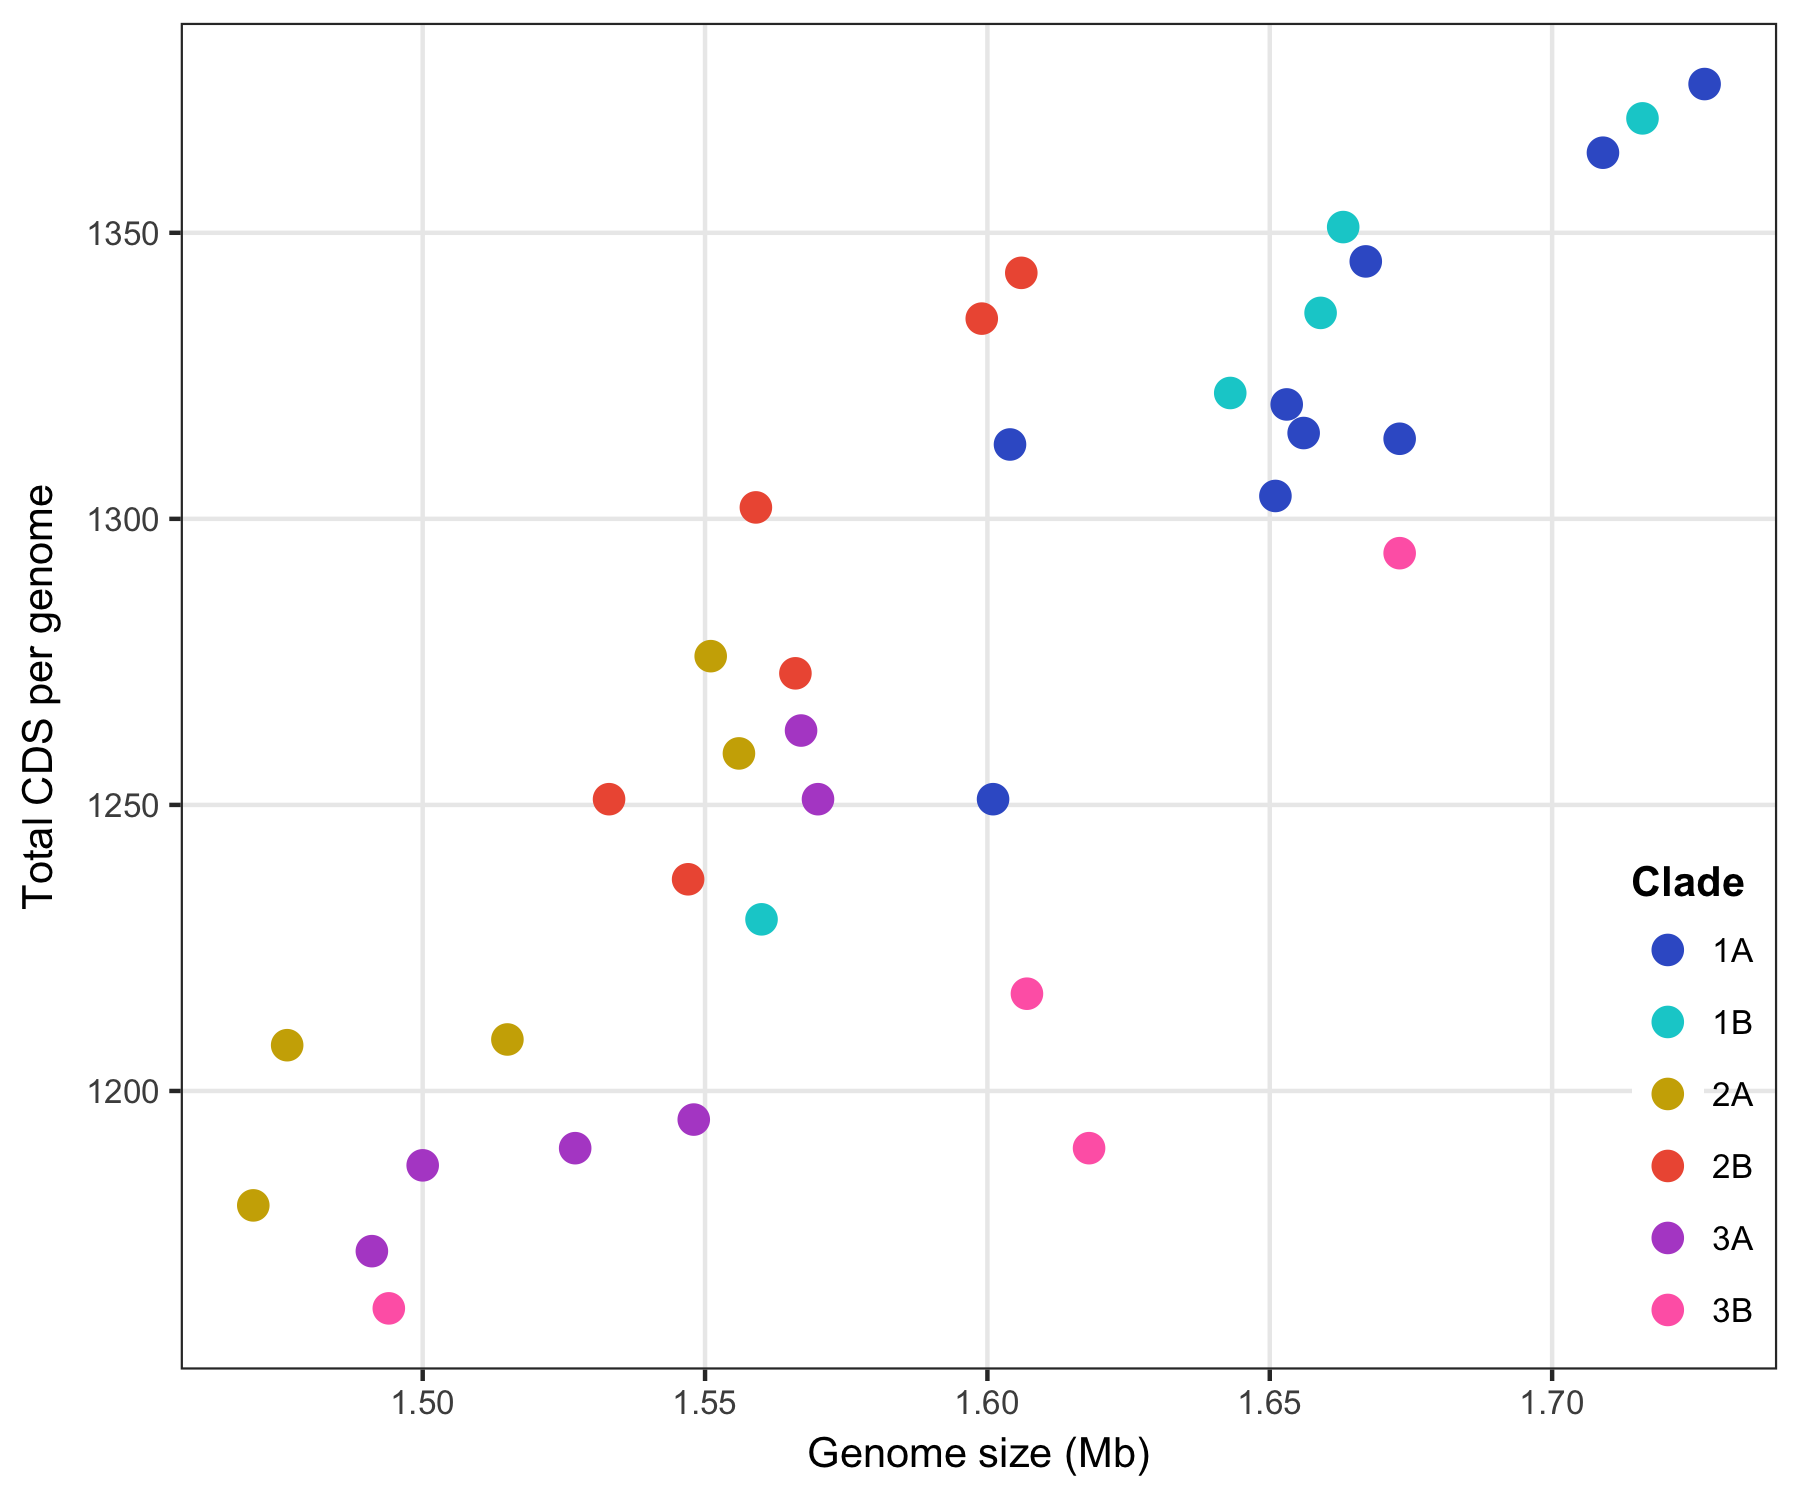 Total CDS per genome
1350
1300
1250
1200
1.50
1.55
1.60
1.65
1.70
Genome size (Mb)
Clade
1A
1B
2A
2B
3A
3B